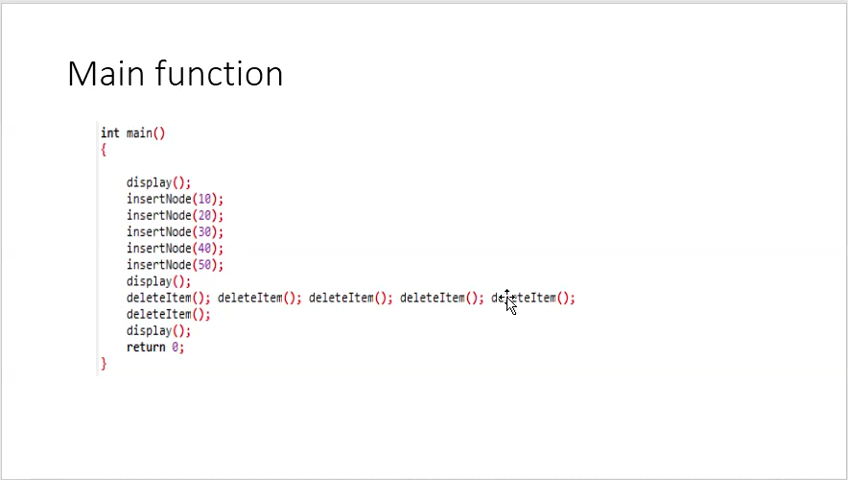 Main function
int main()
{
display();
insertNode(10);
insertNode(20);
insertNode(30);
insertNode(40);
insertNode(50);
display();
deleteItem(); deleteItem(); deleteItem(); deleteItem(); deleteItem();
deleteItem();
display();
return 0;
}